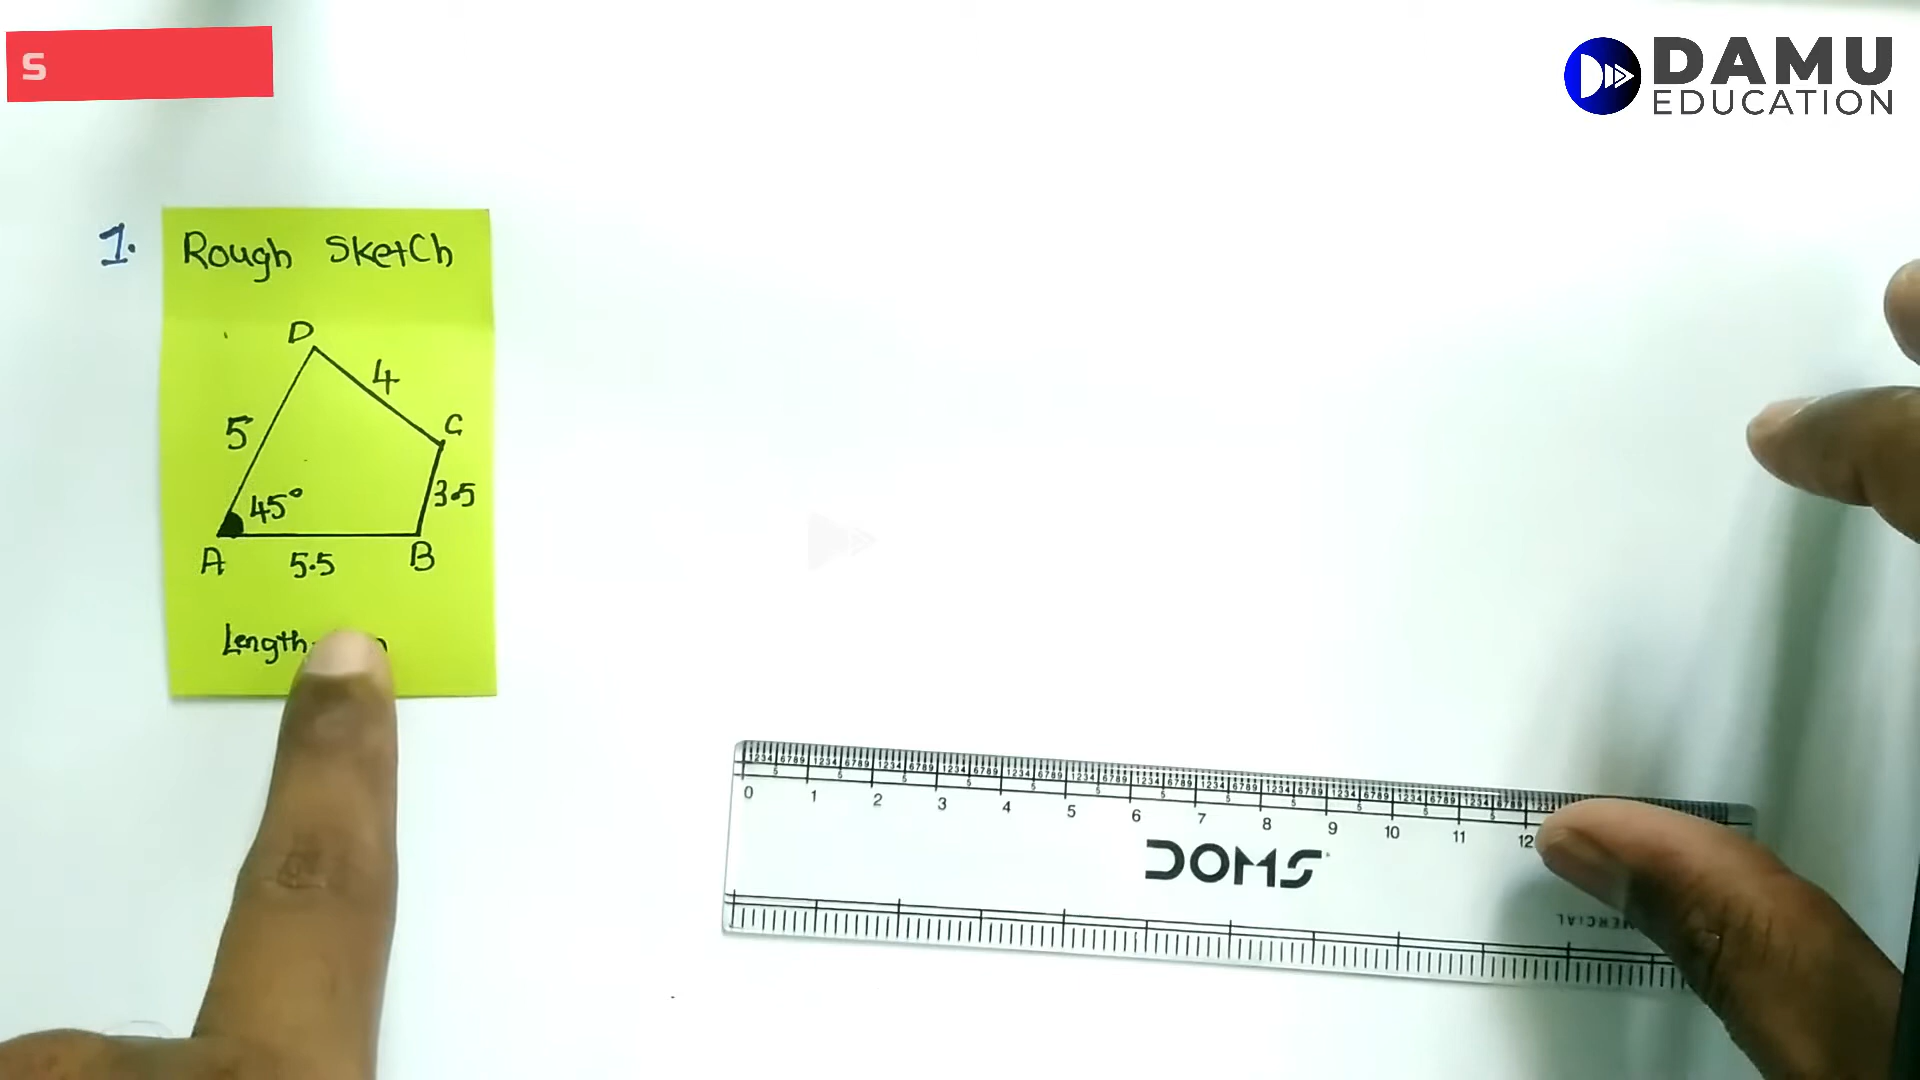 S
DAMU
EDUCATION
1.
Rough Sketch
D
4
C
5
45°
3.5
A
5.5
B
Length
0 1 2 3 4 5 6 7 8 9 10 11 12
DOMS